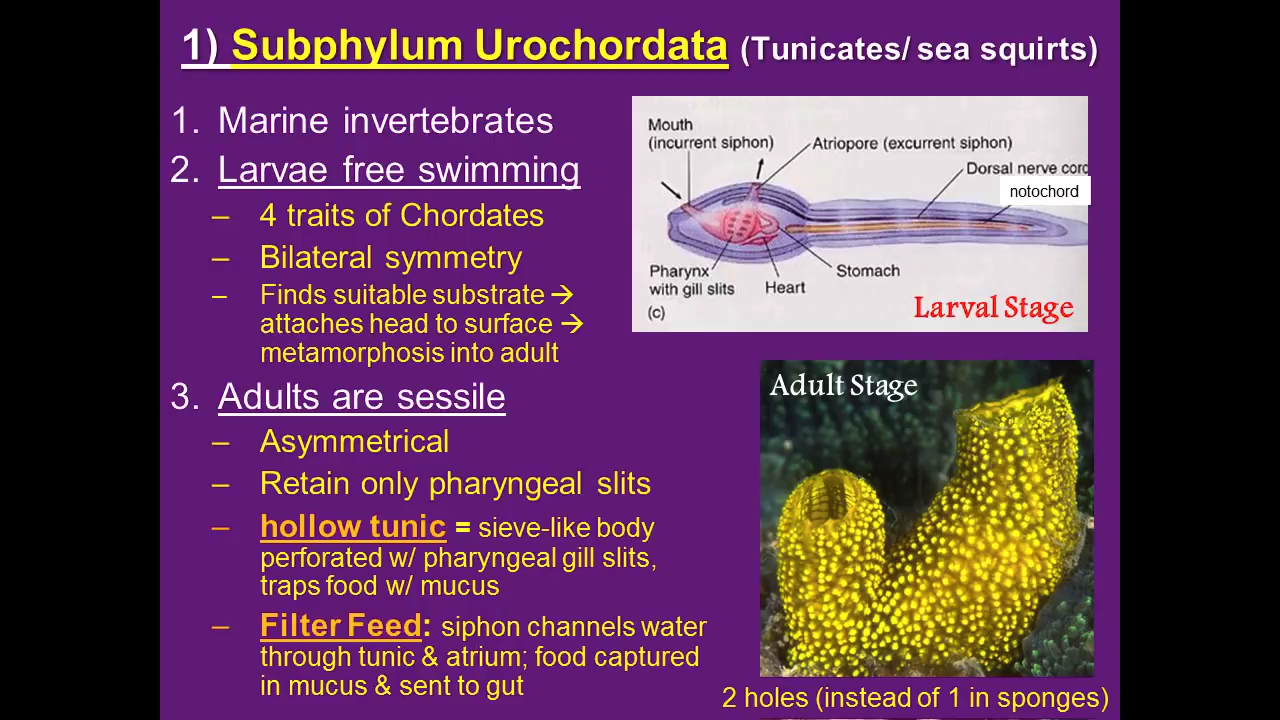 1) Subphylum Urochordata (Tunicates/ sea squirts)
1. Marine invertebrates
2. Larvae free swimming
– 4 traits of Chordates
– Bilateral symmetry
– Finds suitable substrate →
attaches head to surface →
metamorphosis into adult
3. Adults are sessile
– Asymmetrical
– Retain only pharyngeal slits
– hollow tunic = sieve-like body
perforated w/ pharyngeal gill slits,
traps food w/ mucus
– Filter Feed: siphon channels water
through tunic & atrium; food captured
in mucus & sent to gut
Mouth
(incurrent siphon)
Atriopore (excurrent siphon)
Dorsal nerve cord
notochord
Pharynx
with gill slits
Heart
Stomach
(c)
Larval Stage
Adult Stage
2 holes (instead of 1 in sponges)